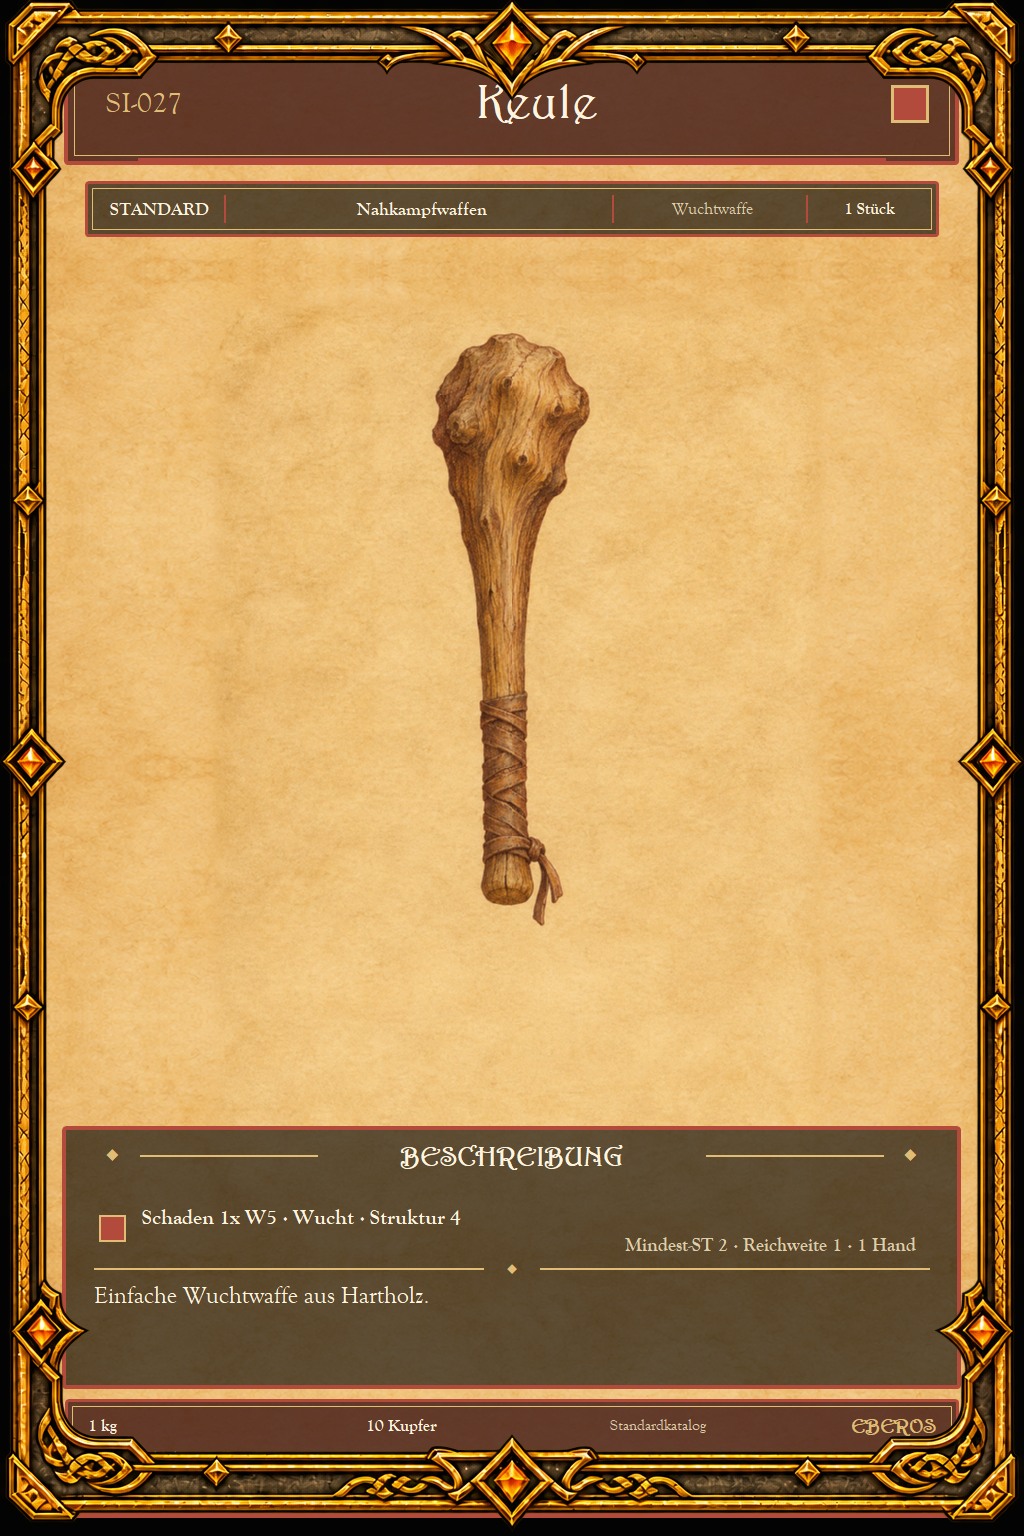 SI-027
Keule
STANDARD Nahkampfwaffen Wuchtwaffe 1 Stück
BESCHREIBUNG
Schaden 1x W5 · Wucht · Struktur 4
Mindest-ST 2 · Reichweite 1 · 1 Hand
Einfache Wuchtwaffe aus Hartholz.
1 kg 10 Kupfer Standardkatalog EBEROS